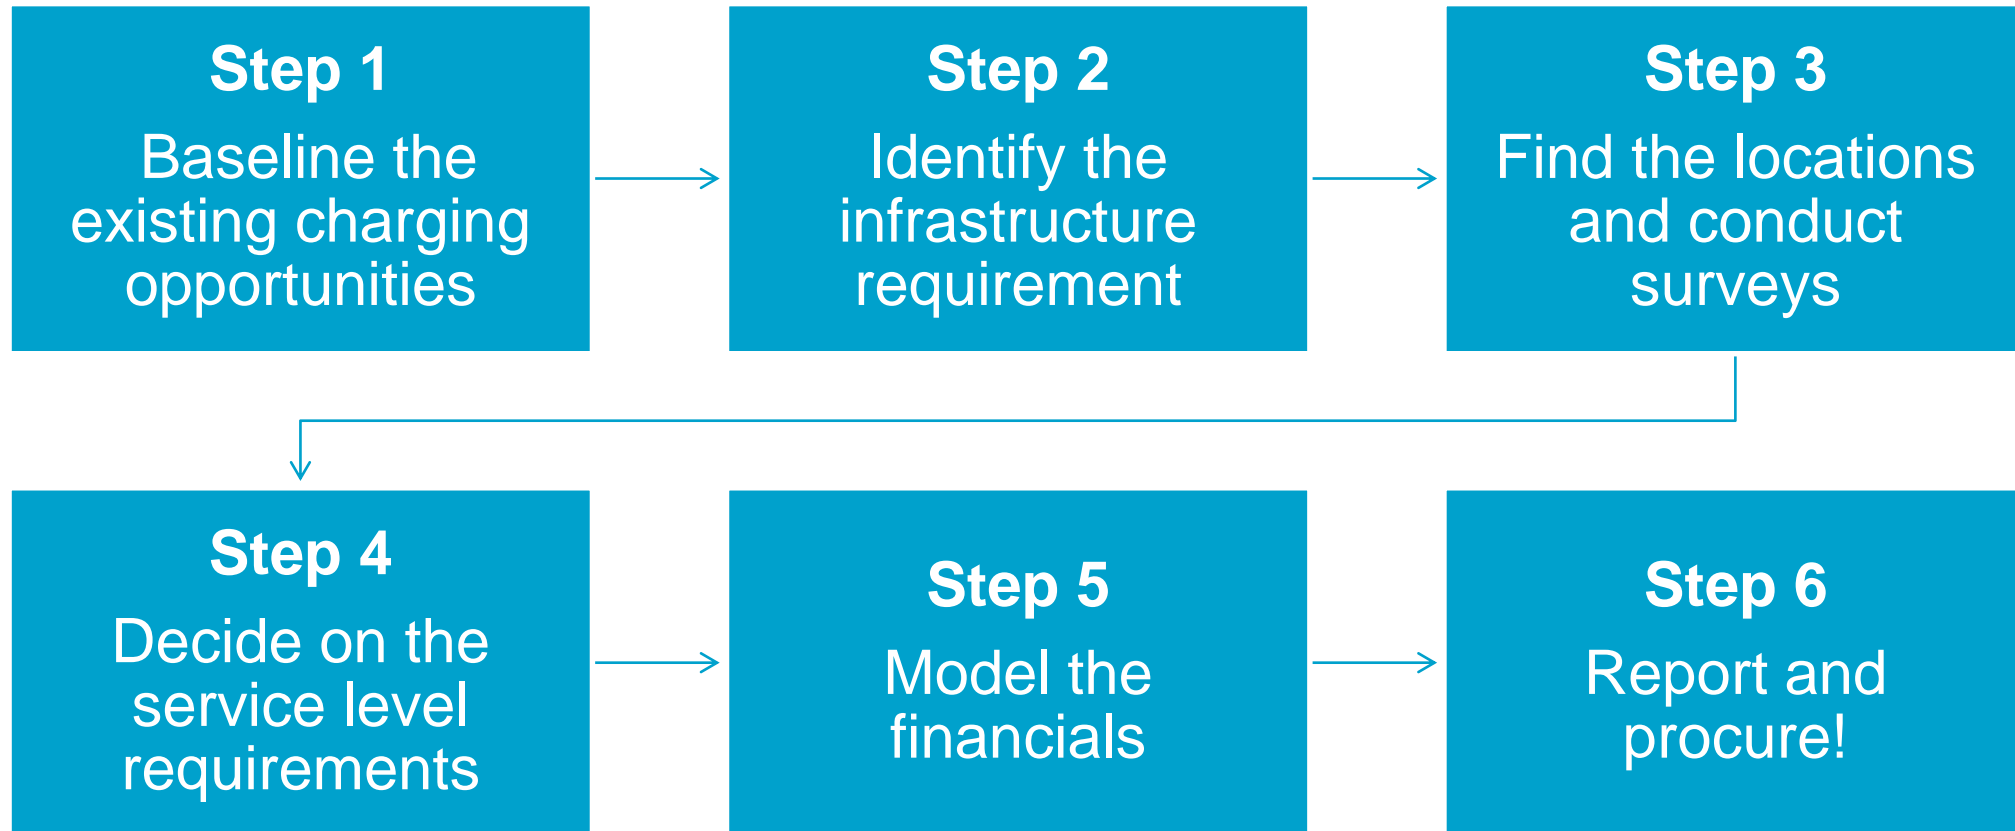 Step 1
Baseline the
existing charging
opportunities
Step 2
Identify the
infrastructure
requirement
Step 3
Find the locations
and conduct
surveys
Step 4
Decide on the
service level
requirements
Step 5
Model the
financials
Step 6
Report and
procure!